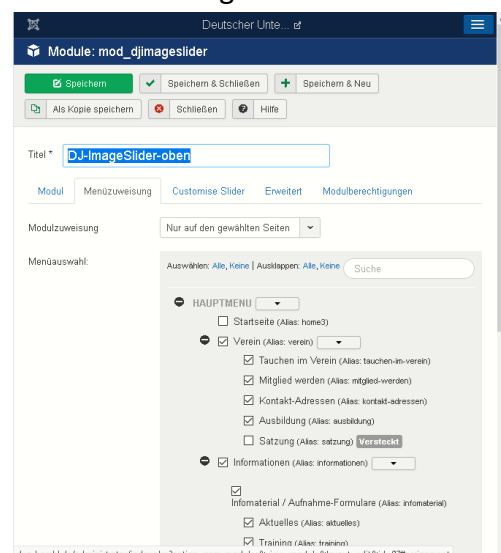 Deutscher Unte...
Module: mod_djimageslider
Speichern Speichern & Schließen Speichern & Neu
Als Kopie speichern Schließen Hilfe
Titel * DJ-ImageSlider-oben
Modul Menüzuweisung Customise Slider Erweitert Modulberechtigungen
Modulzuweisung Nur auf den gewählten Seiten
Menüauswahl: Auswählen: Alle, Keine | Ausklappen: Alle, Keine Suche
HAUPTMENU
Startseite (Alias: home3)
Verein (Alias: verein)
Tauchen im Verein (Alias: tauchen-im-verein)
Mitglied werden (Alias: mitglied-werden)
Kontakt-Adressen (Alias: kontakt-adressen)
Ausbildung (Alias: ausbildung)
Satzung (Alias: satzung) Versteckt
Informationen (Alias: informationen)
Infomaterial / Aufnahme-Formulare (Alias: infomaterial)
Aktuelles (Alias: aktuelles)
Training (Alias: training)